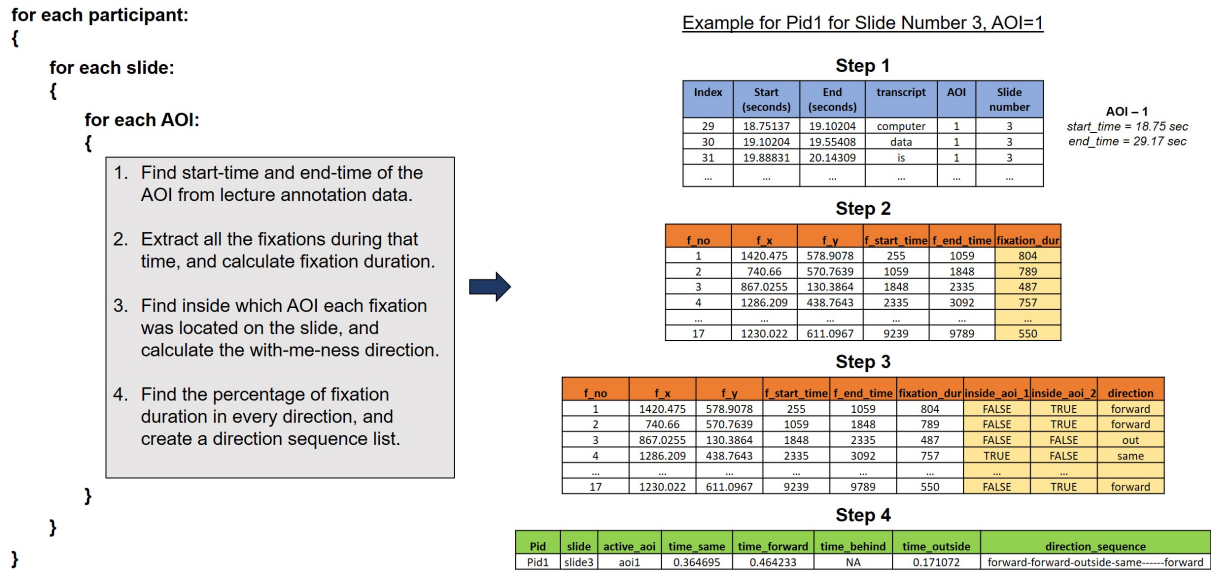 for each participant:
{
for each slide:
{
for each AOI:
{
1. Find start-time and end-time of the
AOI from lecture annotation data.
2. Extract all the fixations during that
time, and calculate fixation duration.
3. Find inside which AOI each fixation
was located on the slide, and
calculate the with-me-ness direction.
4. Find the percentage of fixation
duration in every direction, and
create a direction sequence list.
}
}
}
Example for Pid1 for Slide Number 3, AOI=1
Step 1
Index Start (seconds) End (seconds) transcript AOI Slide number
29 18.75137 19.10204 computer 1 3
30 19.10204 19.55408 data 1 3
31 19.88831 20.14309 is 1 3
... ... ... ... ... ...
AOI – 1
start_time = 18.75 sec
end_time = 29.17 sec
Step 2
f_no f_x f_y f_start_time f_end_time fixation_dur
1 1420.475 578.9078 255 1059 804
2 740.66 570.7639 1059 1848 789
3 867.0255 130.3864 1848 2335 487
4 1286.209 438.7643 2335 3092 757
... ... ... ... ... ...
17 1230.022 611.0967 9239 9789 550
Step 3
f_no f_x f_y f_start_time f_end_time fixation_dur inside_aoi_1 inside_aoi_2 direction
1 1420.475 578.9078 255 1059 804 FALSE TRUE forward
2 740.66 570.7639 1059 1848 789 FALSE TRUE forward
3 867.0255 130.3864 1848 2335 487 FALSE FALSE out
4 1286.209 438.7643 2335 3092 757 TRUE FALSE same
... ... ... ... ... ... ... ...
17 1230.022 611.0967 9239 9789 550 FALSE TRUE forward
Step 4
Pid slide active_aoi time_same time_forward time_behind time_outside direction_sequence
Pid1 slide3 aoi1 0.364695 0.464233 NA 0.171072 forward-forward-outside-same------forward